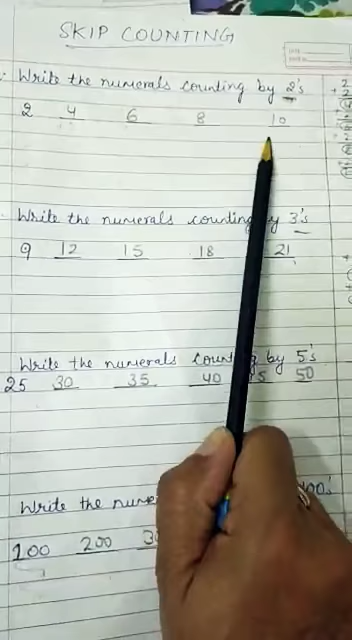 SKIP COUNTING
Write the numerals counting by 2's
2 4 6 8 10
Write the numerals counting by 3's
9 12 15 18 21
Write the numerals counting by 5's
25 30 35 40 50
Write the
100 200